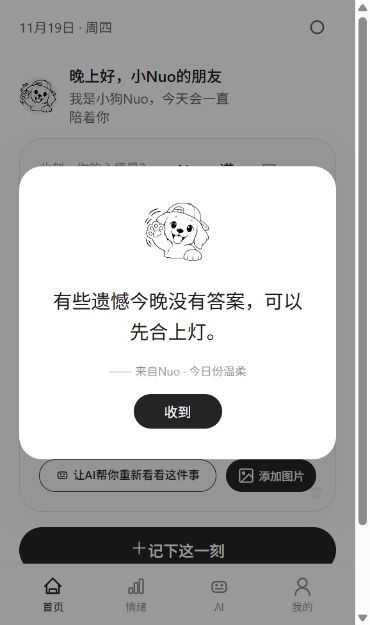 11月19日 · 周四
晚上好，小Nuo的朋友
我是小狗Nuo，今天会一直
陪着你
有些遗憾今晚没有答案，可以
先合上灯。
—— 来自Nuo · 今日份温柔
收到
让AI帮你重新看看这件事
添加图片
+记下这一刻
首页
情绪
AI
我的